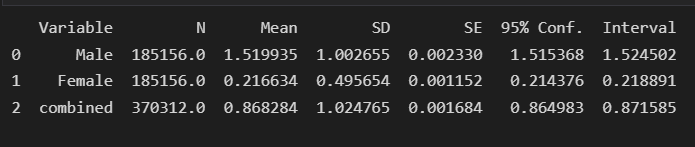 Variable N Mean SD SE 95% Conf. Interval
0 Male 185156.0 1.519935 1.002655 0.002330 1.515368 1.524502
1 Female 185156.0 0.216634 0.495654 0.001152 0.214376 0.218891
2 combined 370312.0 0.868284 1.024765 0.001684 0.864983 0.871585